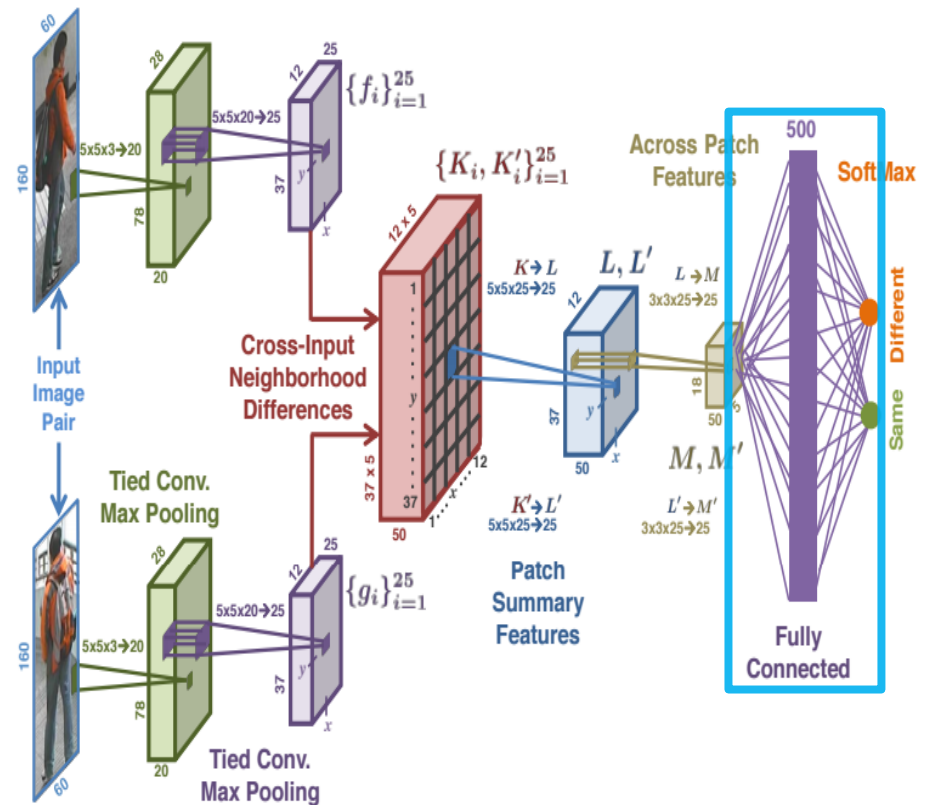 60
160
5x5x3→20
28
78
20
5x5x20→25
12
25
37
y
x
{f_i}_{i=1}^{25}
Input
Image
Pair
Cross-Input
Neighborhood
Differences
{K_i, K'_i}_{i=1}^{25}
12 x 5
37 x 5
50
1
y
37
1
x
12
K→L
5x5x25→25
L, L'
12
37
50
y
x
K'→L'
5x5x25→25
Patch
Summary
Features
Across Patch
Features
L→M
3x3x25→25
18
50
5
M, M'
L'→M'
3x3x25→25
500
SoftMax
Different
Same
Fully
Connected
Tied Conv.
Max Pooling
160
60
5x5x3→20
28
78
20
5x5x20→25
12
25
37
y
x
{g_i}_{i=1}^{25}
Tied Conv.
Max Pooling